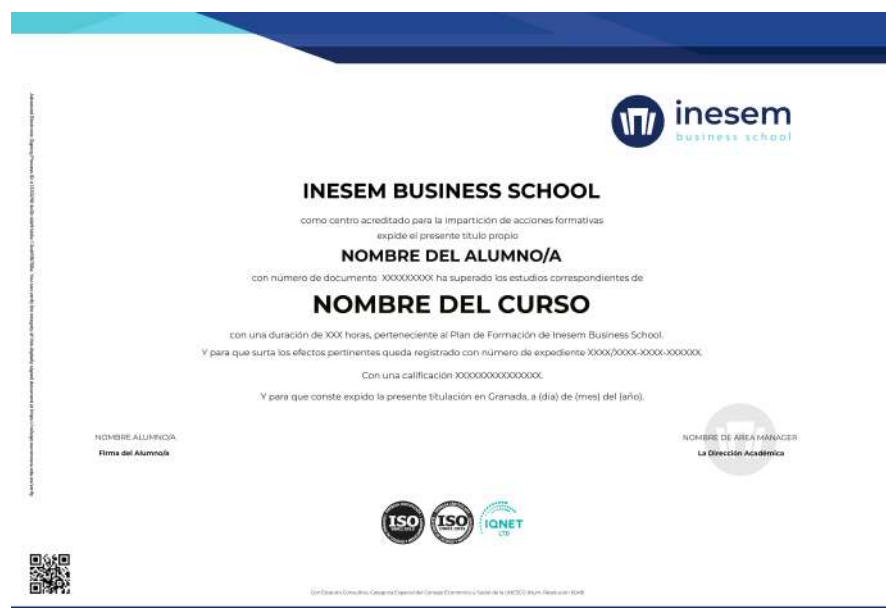 inesem
business school
INESEM BUSINESS SCHOOL
como centro acreditado para la impartición de acciones formativas
expide el presente título propio
NOMBRE DEL ALUMNO/A
con número de documento XXXXXXXXX ha superado los estudios correspondientes de
NOMBRE DEL CURSO
con una duración de XXX horas, perteneciente al Plan de Formación de Inesem Business School.
Y para que surta los efectos pertinentes queda registrado con número de expediente XXXX/XXXX-XXXX-XXXXXX.
Con una calificación XXXXXXXXXXXXXXX.
Y para que conste expido la presente titulación en Granada, a (día) de (mes) del (año).
NOMBRE ALUMNO/A
Firma del Alumno/a
NOMBRE DE AREA MANAGER
La Dirección Académica
ISO
ISO
IQNET
LTD